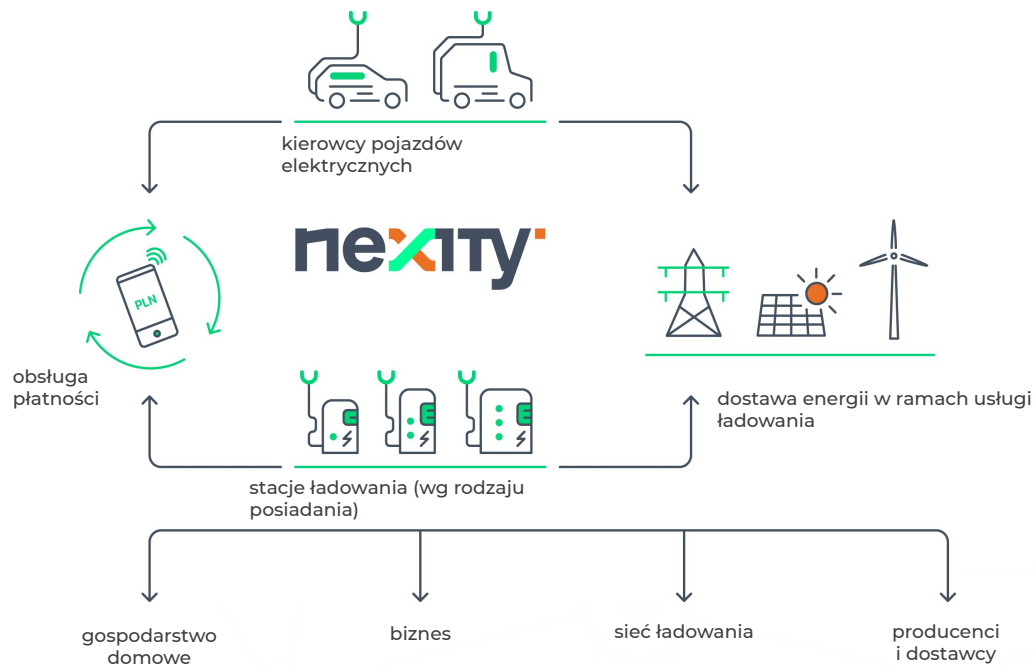 kierowcy pojazdów
elektrycznych
nexity
PLN
obsługa
płatności
dostawa energii w ramach usługi
ładowania
stacje ładowania (wg rodzaju
posiadania)
gospodarstwo
domowe
biznes
sieć ładowania
producenci
i dostawcy